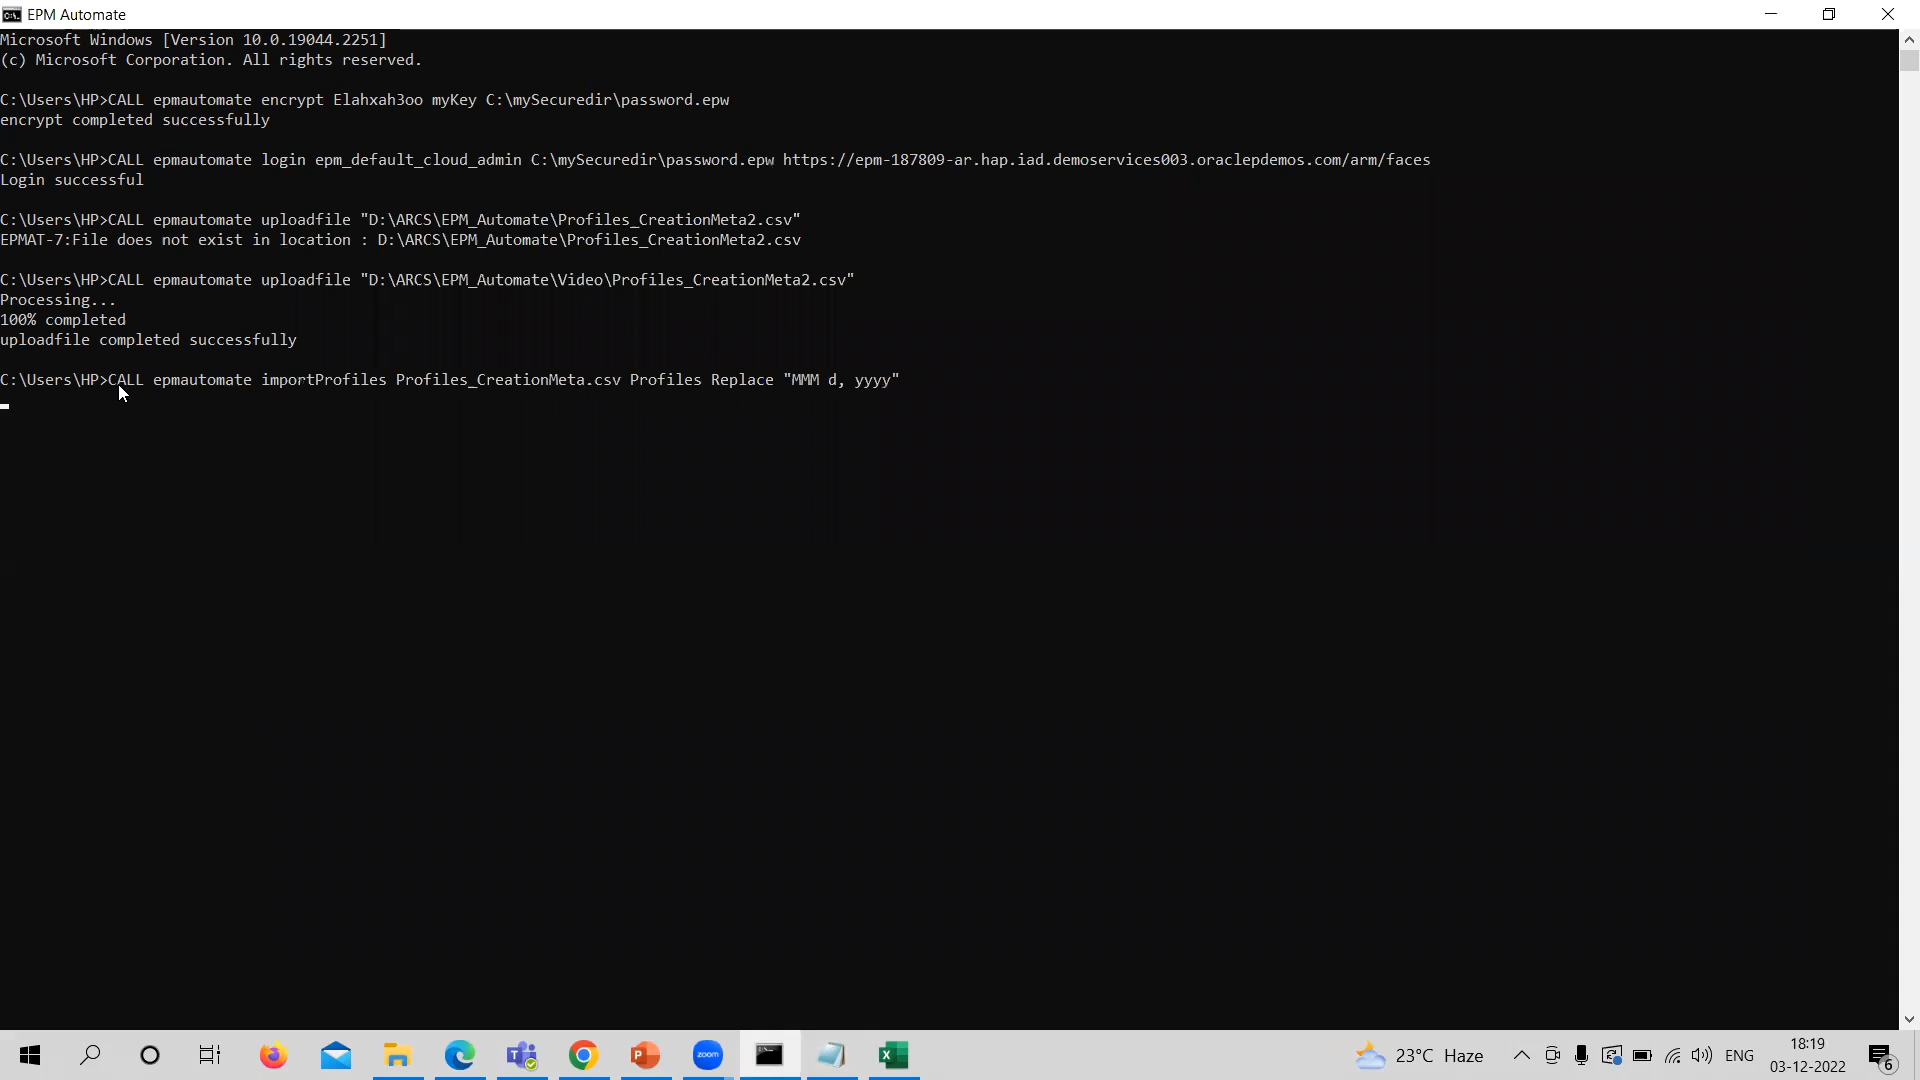 EPM Automate
Microsoft Windows [Version 10.0.19044.2251]
(c) Microsoft Corporation. All rights reserved.
C:\Users\HP>CALL epmautomate encrypt Elahxah3oo myKey C:\mySecuredir\password.epw
encrypt completed successfully
C:\Users\HP>CALL epmautomate login epm_default_cloud_admin C:\mySecuredir\password.epw https://epm-187809-ar.hap.iad.demoservices003.oraclepdemos.com/arm/faces
Login successful
C:\Users\HP>CALL epmautomate uploadfile "D:\ARCS\EPM_Automate\Profiles_CreationMeta2.csv"
EPMAT-7:File does not exist in location : D:\ARCS\EPM_Automate\Profiles_CreationMeta2.csv
C:\Users\HP>CALL epmautomate uploadfile "D:\ARCS\EPM_Automate\Video\Profiles_CreationMeta2.csv"
Processing...
100% completed
uploadfile completed successfully
C:\Users\HP>CALL epmautomate importProfiles Profiles_CreationMeta.csv Profiles Replace "MMM d, yyyy"
zoom
23°C Haze
ENG
18:19
03-12-2022
6